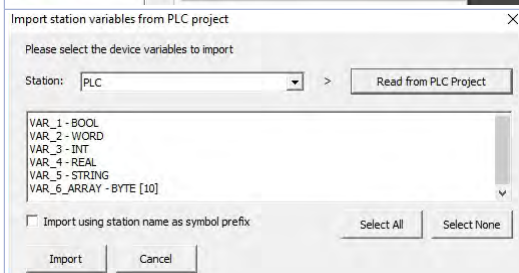 Import station variables from PLC project
Please select the device variables to import
Station: PLC > Read from PLC Project
VAR_1 - BOOL
VAR_2 - WORD
VAR_3 - INT
VAR_4 - REAL
VAR_5 - STRING
VAR_6_ARRAY - BYTE [10]
Import using station name as symbol prefix Select All Select None
Import Cancel